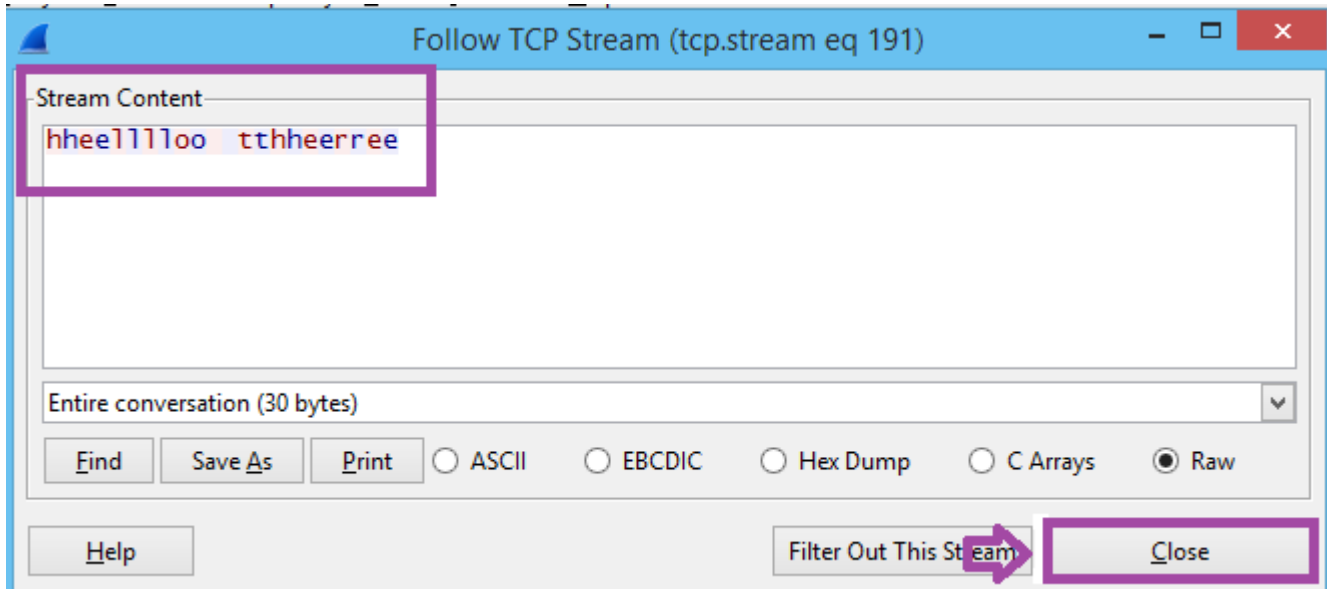 Follow TCP Stream (tcp.stream eq 191)
Stream Content
hheelllloo  tthheerree
Entire conversation (30 bytes)
Find Save As Print ASCII EBCDIC Hex Dump C Arrays Raw
Help Filter Out This Stream Close